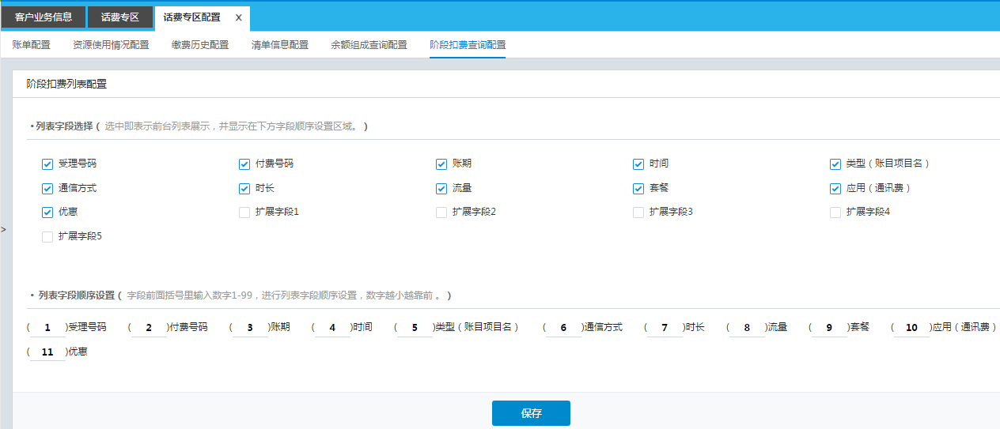 客户业务信息 话费专区 话费专区配置 x
账单配置 资源使用情况配置 缴费历史配置 清单信息配置 余额组成查询配置 阶段扣费查询配置
阶段扣费列表配置
•列表字段选择（ 选中即表示前台列表展示，并显示在下方字段顺序设置区域。）
受理号码 付费号码 账期 时间 类型（账目项目名）
通信方式 时长 流量 套餐 应用（通讯费）
优惠 扩展字段1 扩展字段2 扩展字段3 扩展字段4
>
扩展字段5
• 列表字段顺序设置（ 字段前面括号里输入数字1-99，进行列表字段顺序设置，数字越小越靠前 。）
( 1 )受理号码 ( 2 )付费号码 ( 3 )账期 ( 4 )时间 ( 5 )类型（账目项目名） ( 6 )通信方式 ( 7 )时长 ( 8 )流量 ( 9 )套餐 ( 10 )应用（通讯费）
( 11 )优惠
保存